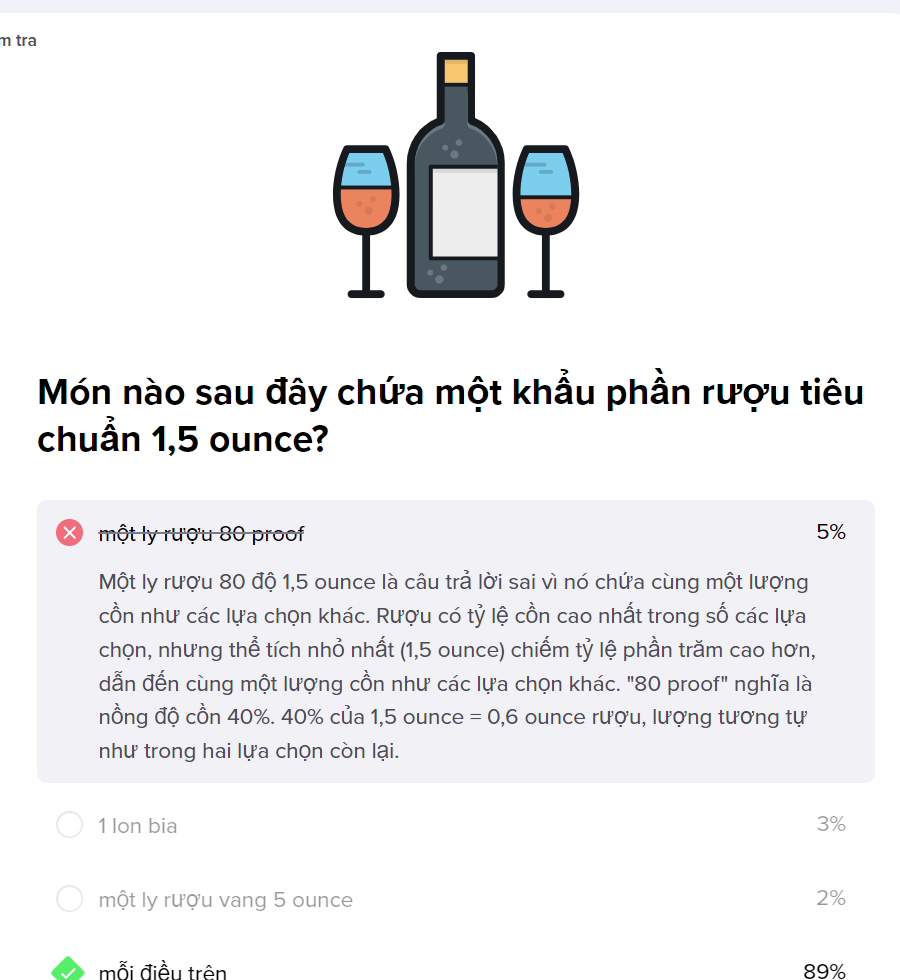 m tra
Món nào sau đây chứa một khẩu phần rượu tiêu
chuẩn 1,5 ounce?
một ly rượu 80 proof 5%
Một ly rượu 80 độ 1,5 ounce là câu trả lời sai vì nó chứa cùng một lượng
cồn như các lựa chọn khác. Rượu có tỷ lệ cồn cao nhất trong số các lựa
chọn, nhưng thể tích nhỏ nhất (1,5 ounce) chiếm tỷ lệ phần trăm cao hơn,
dẫn đến cùng một lượng cồn như các lựa chọn khác. "80 proof" nghĩa là
nồng độ cồn 40%. 40% của 1,5 ounce = 0,6 ounce rượu, lượng tương tự
như trong hai lựa chọn còn lại.
1 lon bia 3%
một ly rượu vang 5 ounce 2%
mỗi điều trên 89%